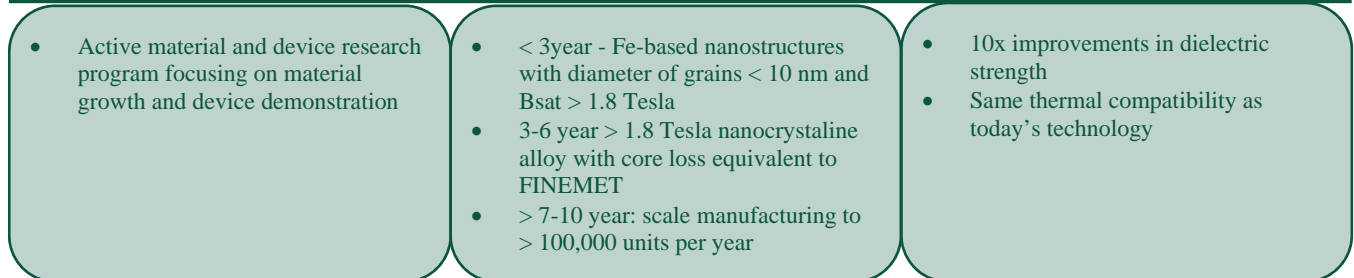 • Active material and device research
program focusing on material
growth and device demonstration
• < 3year - Fe-based nanostructures
with diameter of grains < 10 nm and
Bsat > 1.8 Tesla
• 3-6 year > 1.8 Tesla nanocrystaline
alloy with core loss equivalent to
FINEMET
• > 7-10 year: scale manufacturing to
> 100,000 units per year
• 10x improvements in dielectric
strength
• Same thermal compatibility as
today’s technology